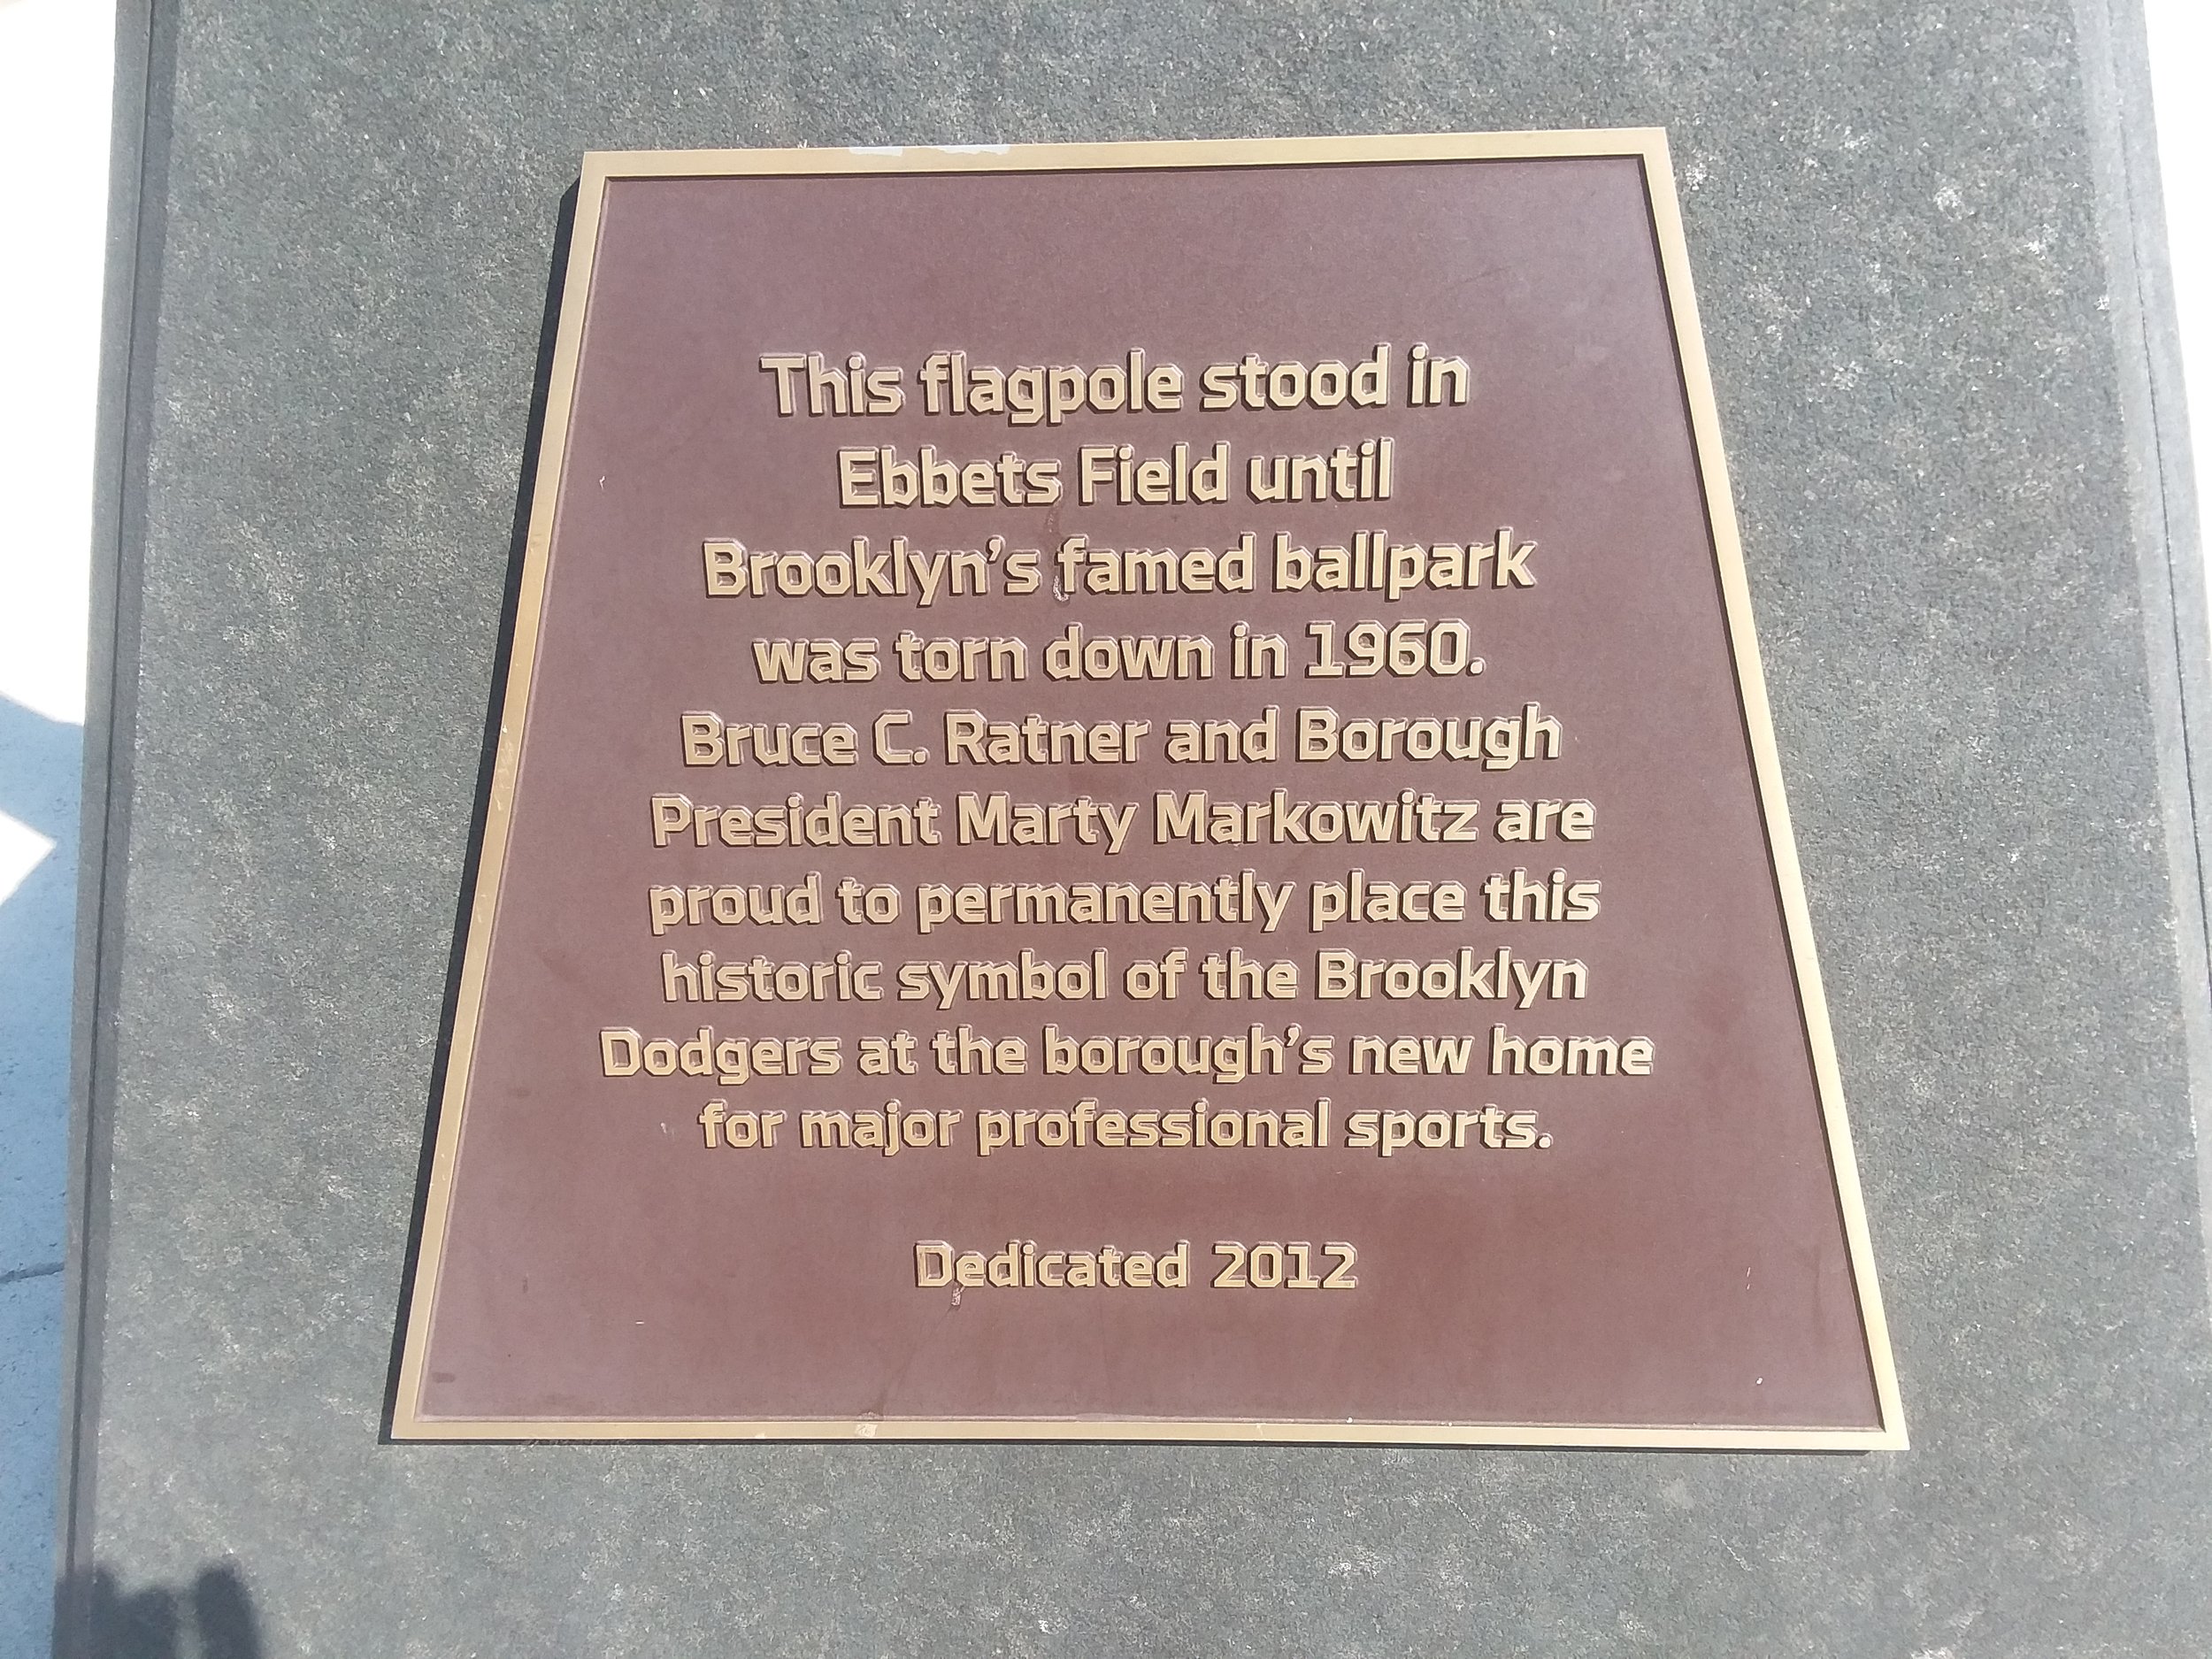 This flagpole stood in
Ebbets Field until
Brooklyn's famed ballpark
was torn down in 1960.
Bruce C. Ratner and Borough
President Marty Markowitz are
proud to permanently place this
historic symbol of the Brooklyn
Dodgers at the borough's new home
for major professional sports.
Dedicated 2012